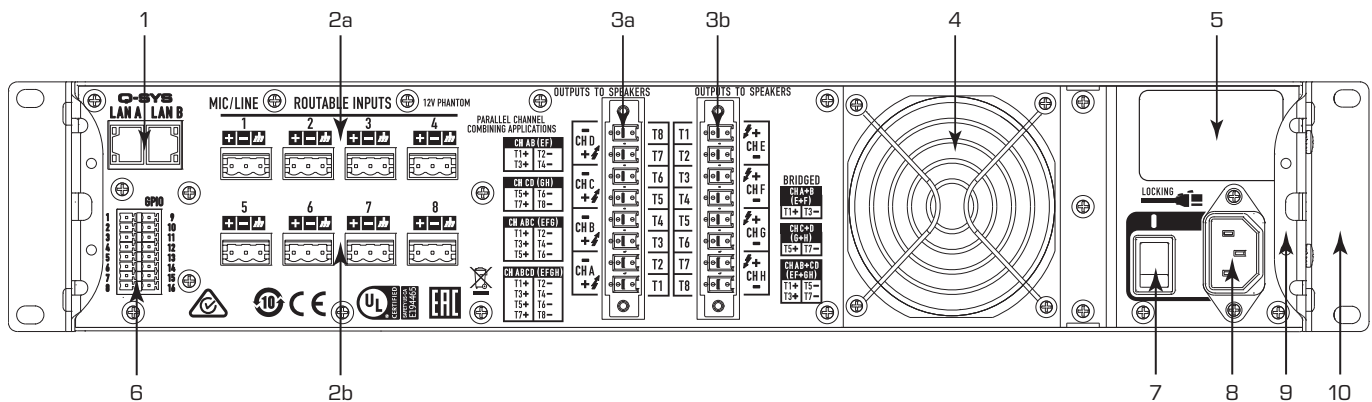 1 2a 3a 3b 4 5
Q-SYS
LAN A LAN B
MIC/LINE ROUTABLE INPUTS 12V PHANTOM
1 2 3 4
+ − + − + − + −
5 6 7 8
+ − + − + − + −
GPIO
1 9
2 10
3 11
4 12
5 13
6 14
7 15
8 16
10
CE
UL
CERTIFIED
E194465
EAC
PARALLEL CHANNEL
COMBINING APPLICATIONS
CH AB (EF)
T1+ T2−
T3+ T4−
CH CD (GH)
T5+ T6−
T7+ T8−
CH ABC (EFG)
T1+ T2−
T3+ T4−
T5+ T6−
CH ABCD (EFGH)
T1+ T2−
T3+ T4−
T5+ T6−
T7+ T8−
OUTPUTS TO SPEAKERS
− CH D +
− CH C +
− CH B +
− CH A +
T8
T7
T6
T5
T4
T3
T2
T1
OUTPUTS TO SPEAKERS
T1
T2
T3
T4
T5
T6
T7
T8
+ CH E −
+ CH F −
+ CH G −
+ CH H −
BRIDGED
CH A+B
(E+F)
T1+ T3−
CH C+D
(G+H)
T5+ T7−
CH AB+CD
(EF+GH)
T1+ T5−
T3+ T7−
LOCKING
6 2b 7 8 9 10